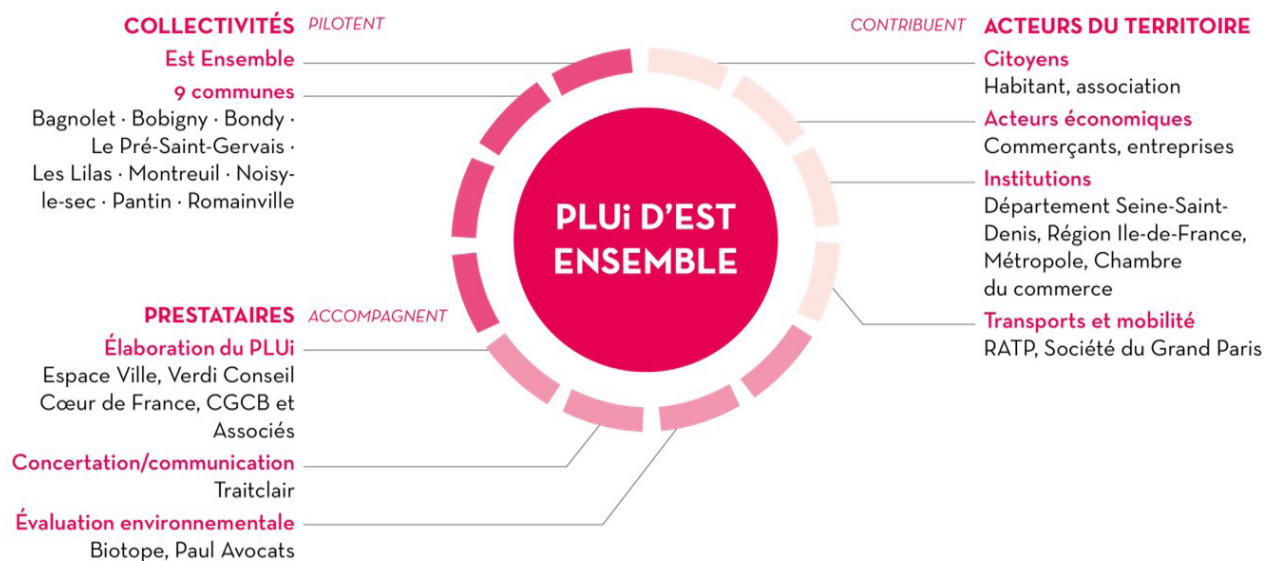 COLLECTIVITÉS PILOTENT
Est Ensemble
9 communes
Bagnolet · Bobigny · Bondy ·
Le Pré-Saint-Gervais ·
Les Lilas · Montreuil · Noisy-
le-sec · Pantin · Romainville
PRESTATAIRES ACCOMPAGNENT
Élaboration du PLUi
Espace Ville, Verdi Conseil
Cœur de France, CGCB et
Associés
Concertation/communication
Traitclair
Évaluation environnementale
Biotope, Paul Avocats
PLUi D'EST
ENSEMBLE
CONTRIBUENT ACTEURS DU TERRITOIRE
Citoyens
Habitant, association
Acteurs économiques
Commerçants, entreprises
Institutions
Département Seine-Saint-
Denis, Région Ile-de-France,
Métropole, Chambre
du commerce
Transports et mobilité
RATP, Société du Grand Paris